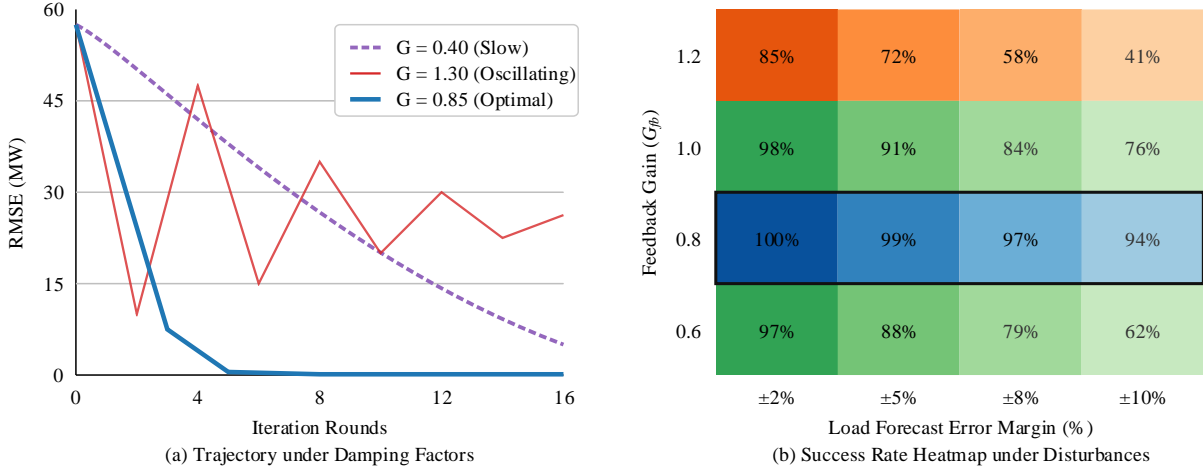 60
45
30
15
0
RMSE (MW)
G = 0.40 (Slow)
G = 1.30 (Oscillating)
G = 0.85 (Optimal)
0 4 8 12 16
Iteration Rounds
(a) Trajectory under Damping Factors
Feedback Gain (G_fb)
1.2 85% 72% 58% 41%
1.0 98% 91% 84% 76%
0.8 100% 99% 97% 94%
0.6 97% 88% 79% 62%
±2% ±5% ±8% ±10%
Load Forecast Error Margin (%)
(b) Success Rate Heatmap under Disturbances